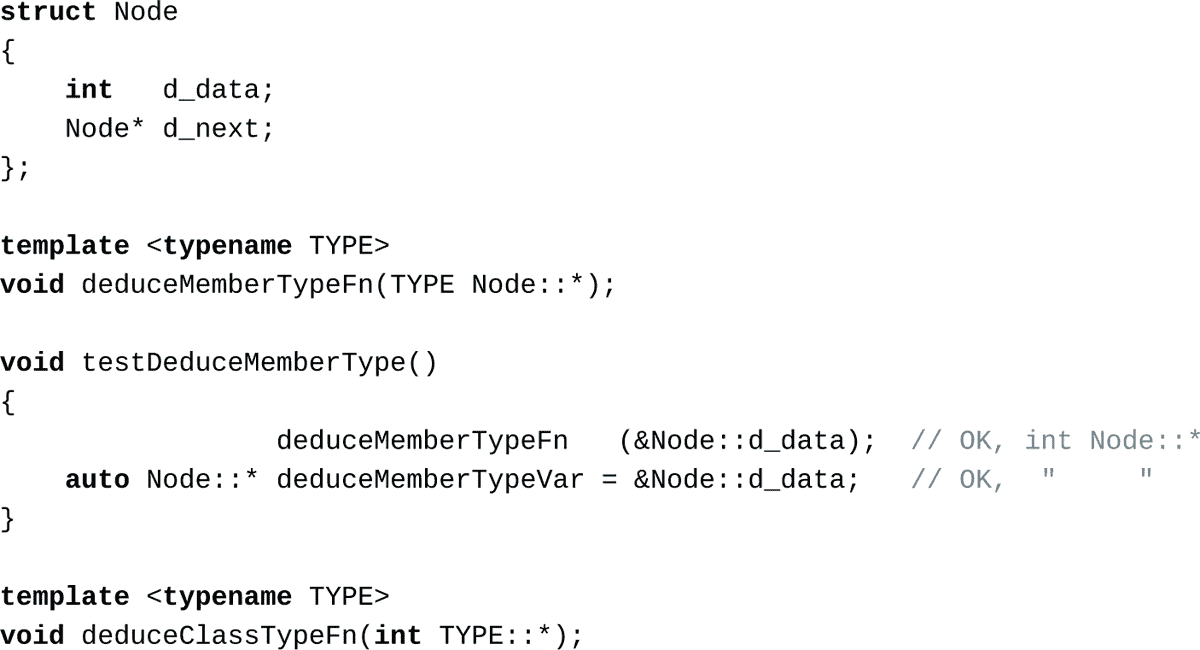 struct Node
{
    int   d_data;
    Node* d_next;
};

template <typename TYPE>
void deduceMemberTypeFn(TYPE Node::*);

void testDeduceMemberType()
{
                 deduceMemberTypeFn   (&Node::d_data);  // OK, int Node::*
    auto Node::* deduceMemberTypeVar = &Node::d_data;   // OK,  "     "
}

template <typename TYPE>
void deduceClassTypeFn(int TYPE::*);